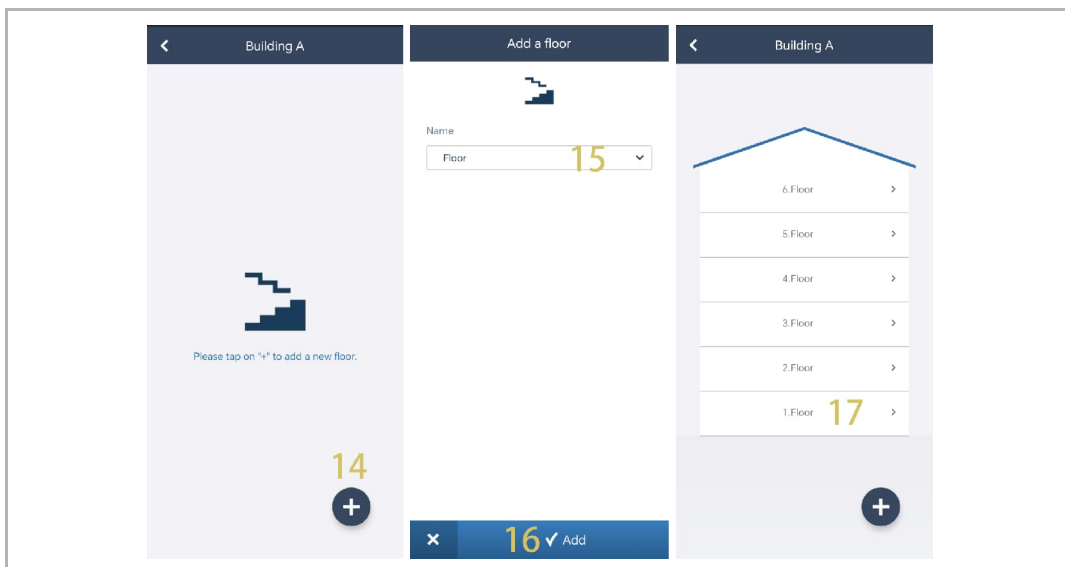 Building A
Please tap on "+" to add a new floor.
14
Add a floor
Name
Floor
15
16
Add
Building A
6.Floor
5.Floor
4.Floor
3.Floor
2.Floor
1.Floor
17